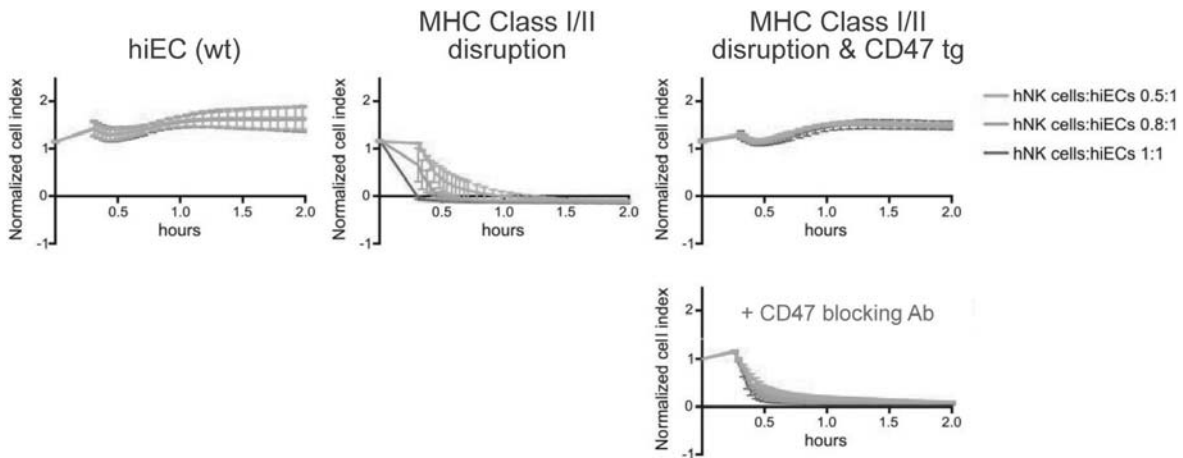 hiEC (wt)
MHC Class I/II
disruption
MHC Class I/II
disruption & CD47 tg
Normalized cell index
2
1
0
-1
0.5
1.0
1.5
2.0
hours
Normalized cell index
2
1
0
-1
0.5
1.0
1.5
2.0
hours
Normalized cell index
2
1
0
-1
0.5
1.0
1.5
2.0
hours
hNK cells:hiECs 0.5:1
hNK cells:hiECs 0.8:1
hNK cells:hiECs 1:1
+ CD47 blocking Ab
Normalized cell index
2
1
0
-1
0.5
1.0
1.5
2.0
hours